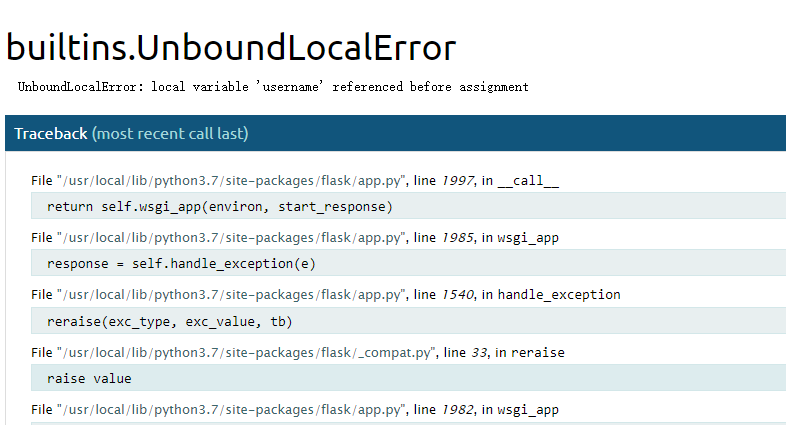 builtins.UnboundLocalError
UnboundLocalError: local variable 'username' referenced before assignment
Traceback (most recent call last)
File "/usr/local/lib/python3.7/site-packages/flask/app.py", line 1997, in __call__
return self.wsgi_app(environ, start_response)
File "/usr/local/lib/python3.7/site-packages/flask/app.py", line 1985, in wsgi_app
response = self.handle_exception(e)
File "/usr/local/lib/python3.7/site-packages/flask/app.py", line 1540, in handle_exception
reraise(exc_type, exc_value, tb)
File "/usr/local/lib/python3.7/site-packages/flask/_compat.py", line 33, in reraise
raise value
File "/usr/local/lib/python3.7/site-packages/flask/app.py", line 1982, in wsgi_app